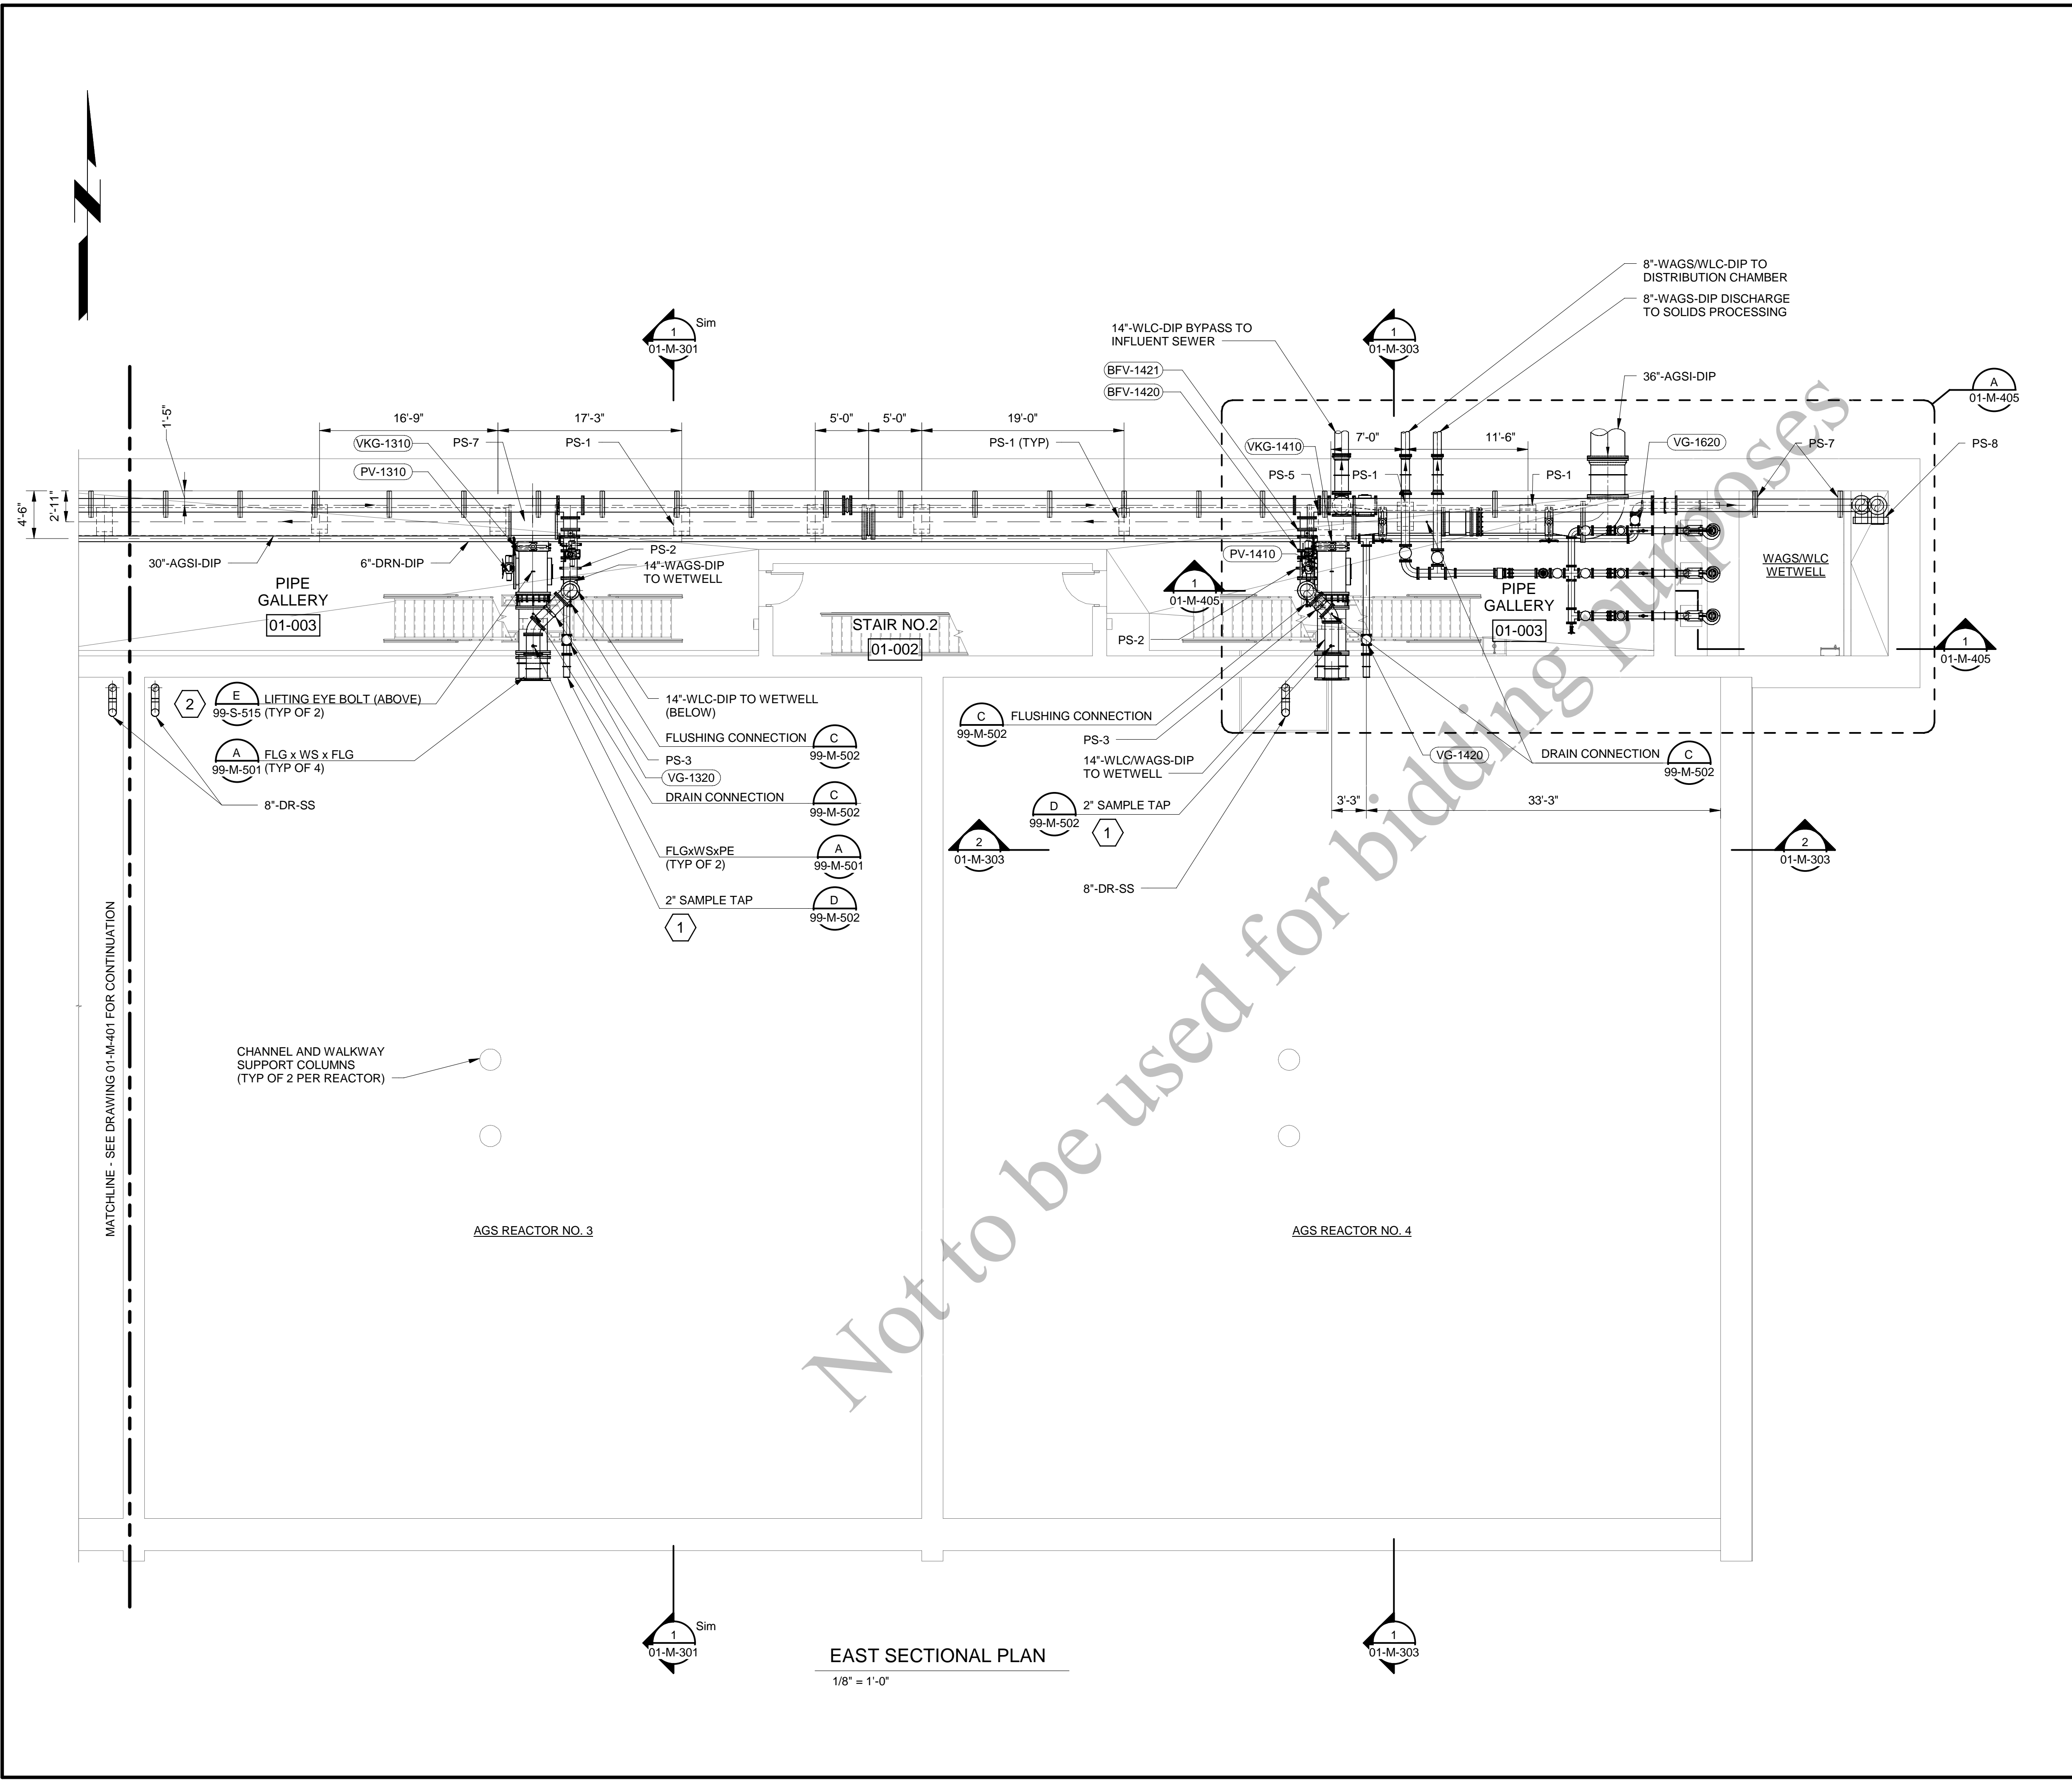 8"-WAGS/WLC-DIP TO
DISTRIBUTION CHAMBER
8"-WAGS-DIP DISCHARGE
TO SOLIDS PROCESSING
1
01-M-301
Sim
14"-WLC-DIP BYPASS TO
INFLUENT SEWER
1
01-M-303
BFV-1421
BFV-1420
36"-AGSI-DIP
A
01-M-405
1'-5"
16'-9"
17'-3"
5'-0"
5'-0"
19'-0"
VKG-1310
PS-7
PS-1
PS-1 (TYP)
PV-1310
VKG-1410
7'-0"
11'-6"
VG-1620
PS-7
PS-8
PS-5
PS-1
PS-1
4'-6"
2'-11"
30"-AGSI-DIP
6"-DRN-DIP
PS-2
14"-WAGS-DIP
TO WETWELL
PV-1410
1
01-M-405
PIPE
GALLERY
01-003
STAIR NO.2
01-002
PS-2
PIPE
GALLERY
01-003
WAGS/WLC
WETWELL
1
01-M-405
2
E
99-S-515
LIFTING EYE BOLT (ABOVE)
(TYP OF 2)
A
99-M-501
FLG x WS x FLG
(TYP OF 4)
8"-DR-SS
14"-WLC-DIP TO WETWELL
(BELOW)
FLUSHING CONNECTION
C
99-M-502
PS-3
VG-1320
DRAIN CONNECTION
C
99-M-502
FLGxWSxPE
(TYP OF 2)
A
99-M-501
2" SAMPLE TAP
D
99-M-502
1
C
99-M-502
FLUSHING CONNECTION
PS-3
14"-WLC/WAGS-DIP
TO WETWELL
D
99-M-502
2" SAMPLE TAP
1
8"-DR-SS
VG-1420
DRAIN CONNECTION
C
99-M-502
3'-3"
33'-3"
2
01-M-303
2
01-M-303
MATCHLINE - SEE DRAWING 01-M-401 FOR CONTINUATION
CHANNEL AND WALKWAY
SUPPORT COLUMNS
(TYP OF 2 PER REACTOR)
AGS REACTOR NO. 3
AGS REACTOR NO. 4
Not to be used for bidding purposes
1
01-M-301
Sim
1
01-M-303
EAST SECTIONAL PLAN
1/8" = 1'-0"